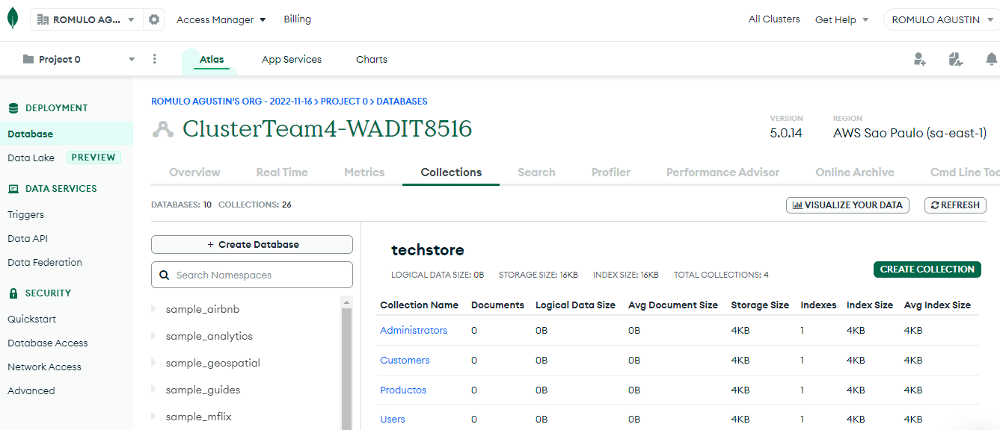 ROMULO AG... Access Manager Billing All Clusters Get Help ROMULO AGUSTIN
Project 0 Atlas App Services Charts
DEPLOYMENT
Database
Data Lake PREVIEW
DATA SERVICES
Triggers
Data API
Data Federation
SECURITY
Quickstart
Database Access
Network Access
Advanced
ROMULO AGUSTIN'S ORG - 2022-11-16 > PROJECT 0 > DATABASES
ClusterTeam4-WADIT8516
VERSION REGION
5.0.14 AWS Sao Paulo (sa-east-1)
Overview Real Time Metrics Collections Search Profiler Performance Advisor Online Archive Cmd Line Too
DATABASES: 10 COLLECTIONS: 26 VISUALIZE YOUR DATA REFRESH
+ Create Database
Search Namespaces
sample_airbnb
sample_analytics
sample_geospatial
sample_guides
sample_mflix
techstore
LOGICAL DATA SIZE: 0B STORAGE SIZE: 16KB INDEX SIZE: 16KB TOTAL COLLECTIONS: 4
CREATE COLLECTION
Collection Name Documents Logical Data Size Avg Document Size Storage Size Indexes Index Size Avg Index Size
Administrators 0 0B 0B 4KB 1 4KB 4KB
Customers 0 0B 0B 4KB 1 4KB 4KB
Productos 0 0B 0B 4KB 1 4KB 4KB
Users 0 0B 0B 4KB 1 4KB 4KB